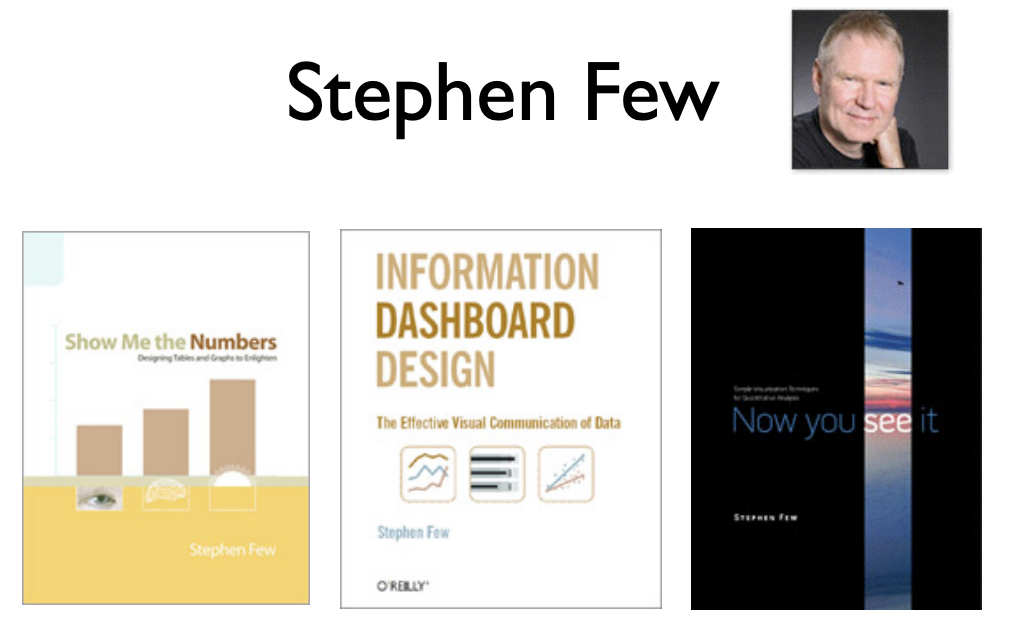 Stephen Few
Show Me the Numbers
Designing Tables and Graphs to Enlighten
Stephen Few
INFORMATION
DASHBOARD
DESIGN
The Effective Visual Communication of Data
Stephen Few
O'REILLY®
Simple Visualization Techniques
for Quantitative Analysis
Now you see it
STEPHEN FEW